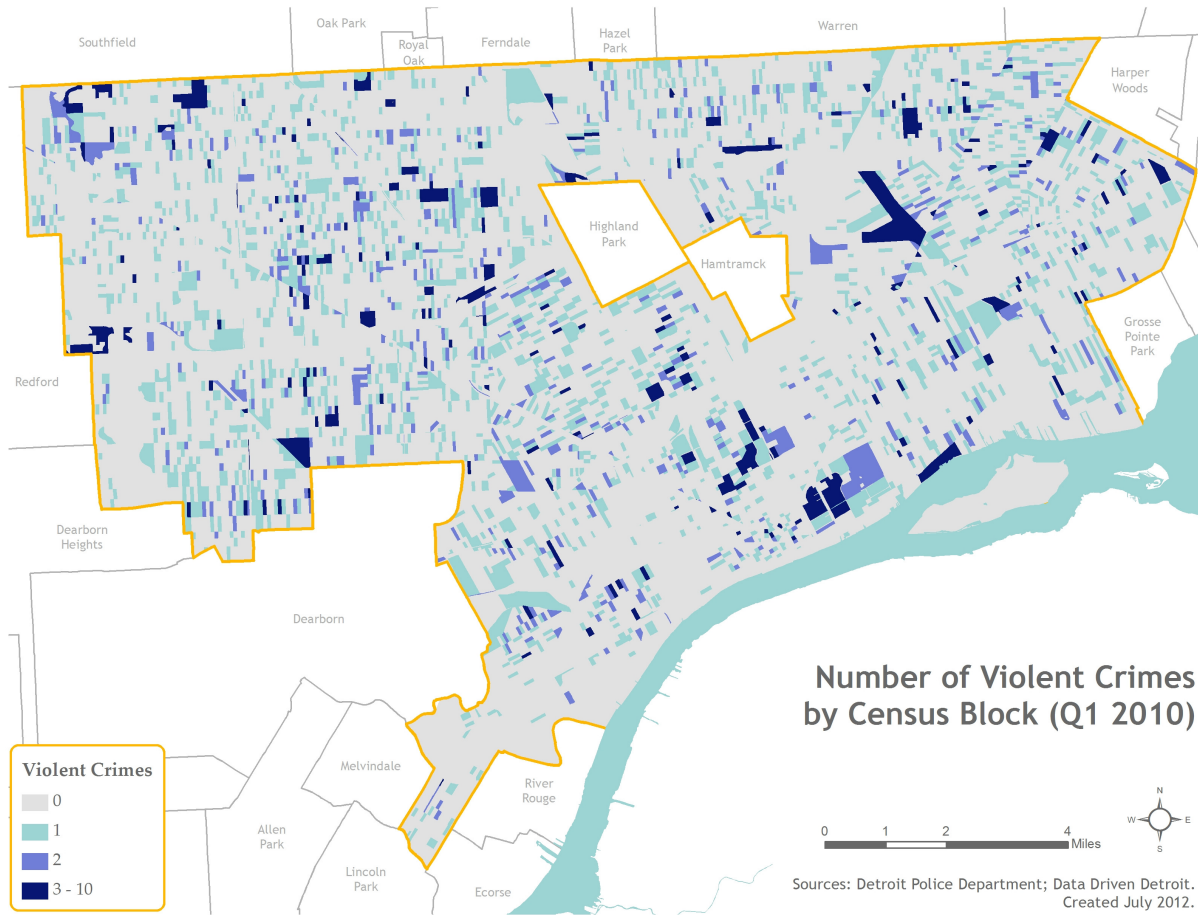 Southfield
Oak Park
Royal
Oak
Ferndale
Hazel
Park
Warren
Harper
Woods
Highland
Park
Hamtramck
Grosse
Pointe
Park
Redford
Dearborn
Heights
Dearborn
Melvindale
River
Rouge
Allen
Park
Lincoln
Park
Ecorse
Number of Violent Crimes
by Census Block (Q1 2010)
Violent Crimes
0
1
2
3 - 10
N
W
E
S
0 1 2 4
Miles
Sources: Detroit Police Department; Data Driven Detroit.
Created July 2012.